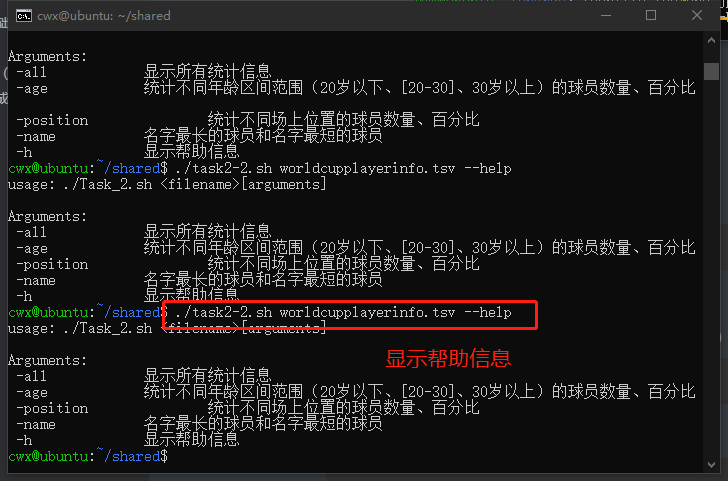 cwx@ubuntu: ~/shared
Arguments:
-all 显示所有统计信息
-age 统计不同年龄区间范围（20岁以下、[20-30]、30岁以上）的球员数量、百分比
-position 统计不同场上位置的球员数量、百分比
-name 名字最长的球员和名字最短的球员
-h 显示帮助信息
cwx@ubuntu:~/shared$ ./task2-2.sh worldcupplayerinfo.tsv --help
usage: ./Task_2.sh <filename>[arguments]
Arguments:
-all 显示所有统计信息
-age 统计不同年龄区间范围（20岁以下、[20-30]、30岁以上）的球员数量、百分比
-position 统计不同场上位置的球员数量、百分比
-name 名字最长的球员和名字最短的球员
-h 显示帮助信息
cwx@ubuntu:~/shared$ ./task2-2.sh worldcupplayerinfo.tsv --help
usage: ./Task_2.sh <filename>[arguments]
显示帮助信息
Arguments:
-all 显示所有统计信息
-age 统计不同年龄区间范围（20岁以下、[20-30]、30岁以上）的球员数量、百分比
-position 统计不同场上位置的球员数量、百分比
-name 名字最长的球员和名字最短的球员
-h 显示帮助信息
cwx@ubuntu:~/shared$